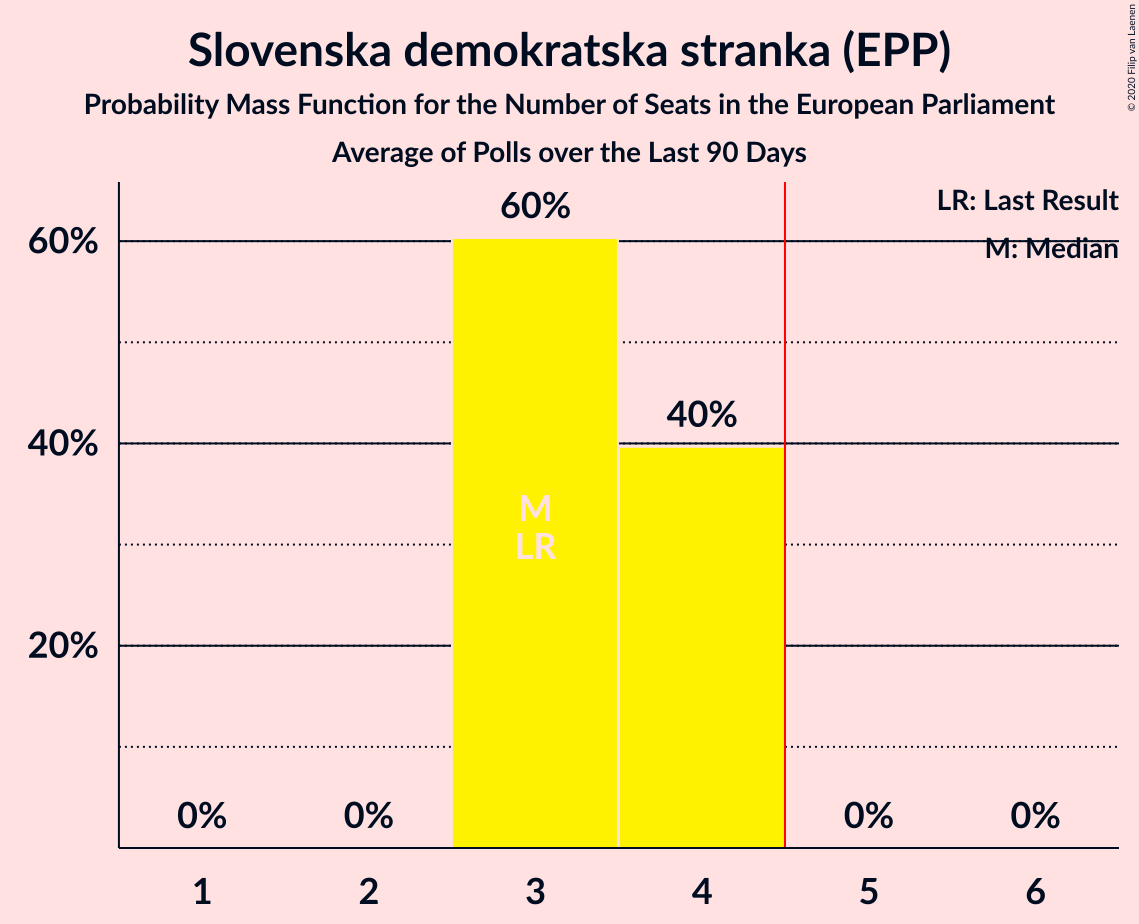 Slovenska demokratska stranka (EPP)
Probability Mass Function for the Number of Seats in the European Parliament
Average of Polls over the Last 90 Days
© 2020 Filip van Laenen
LR: Last Result
M: Median
60%
40%
20%
60%
40%
M
LR
0%
0%
0%
0%
1
2
3
4
5
6